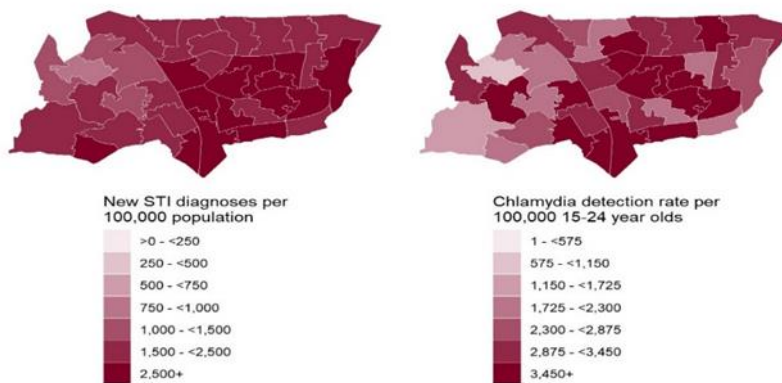 New STI diagnoses per
100,000 population
>0 - <250
250 - <500
500 - <750
750 - <1,000
1,000 - <1,500
1,500 - <2,500
2,500+
Chlamydia detection rate per
100,000 15-24 year olds
1 - <575
575 - <1,150
1,150 - <1,725
1,725 - <2,300
2,300 - <2,875
2,875 - <3,450
3,450+